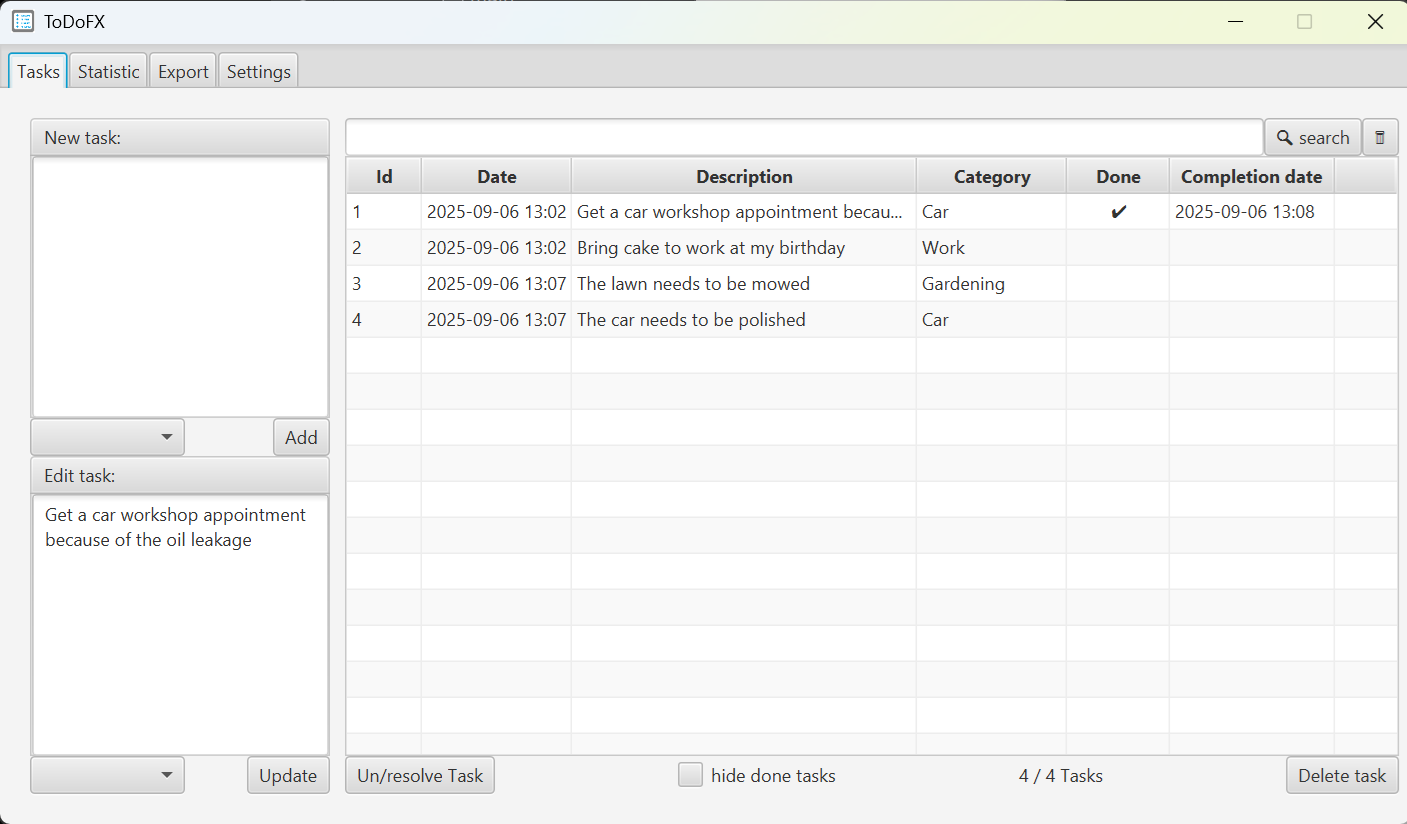 ToDoFX
Tasks Statistic Export Settings
New task:
Add
Edit task:
Get a car workshop appointment
because of the oil leakage
Update
search
Id Date Description Category Done Completion date
1 2025-09-06 13:02 Get a car workshop appointment becau... Car ✔ 2025-09-06 13:08
2 2025-09-06 13:02 Bring cake to work at my birthday Work
3 2025-09-06 13:07 The lawn needs to be mowed Gardening
4 2025-09-06 13:07 The car needs to be polished Car
Un/resolve Task hide done tasks 4 / 4 Tasks Delete task